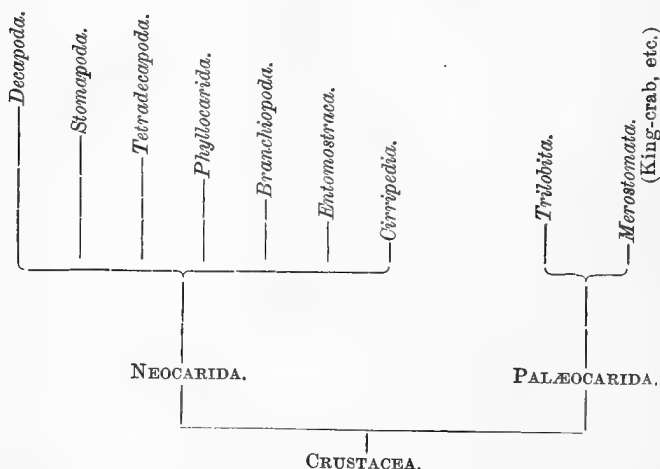 Decapoda.
Stomapoda.
Tetradecapoda.
Phyllocarida.
Branchiopoda.
Entomostraca.
Cirripedia.
Trilobita.
Merostomata.
(King-crab, etc.)
NEOCARIDA.
PALÆOCARIDA.
CRUSTACEA.